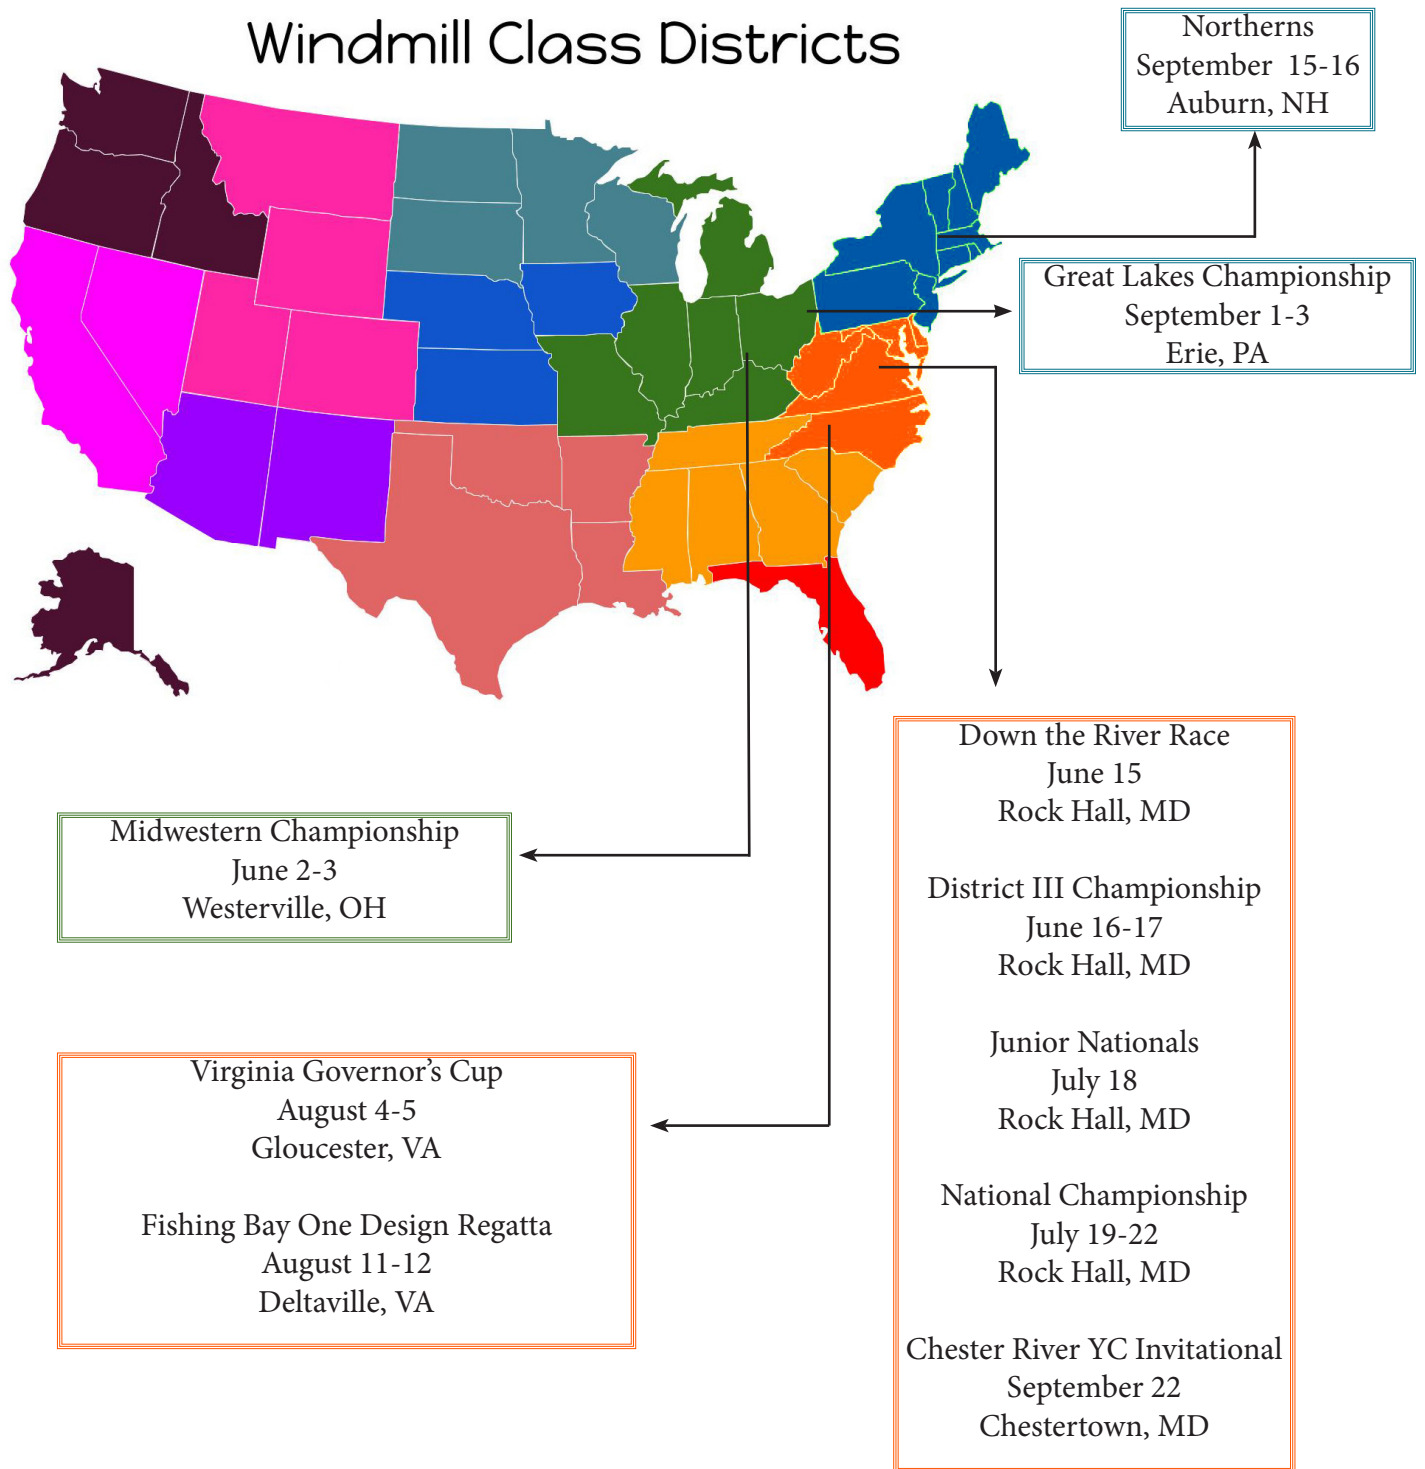 Windmill Class Districts
Northerns
September 15-16
Auburn, NH
Great Lakes Championship
September 1-3
Erie, PA
Down the River Race
June 15
Rock Hall, MD
District III Championship
June 16-17
Rock Hall, MD
Junior Nationals
July 18
Rock Hall, MD
National Championship
July 19-22
Rock Hall, MD
Chester River YC Invitational
September 22
Chestertown, MD
Midwestern Championship
June 2-3
Westerville, OH
Virginia Governor’s Cup
August 4-5
Gloucester, VA
Fishing Bay One Design Regatta
August 11-12
Deltaville, VA